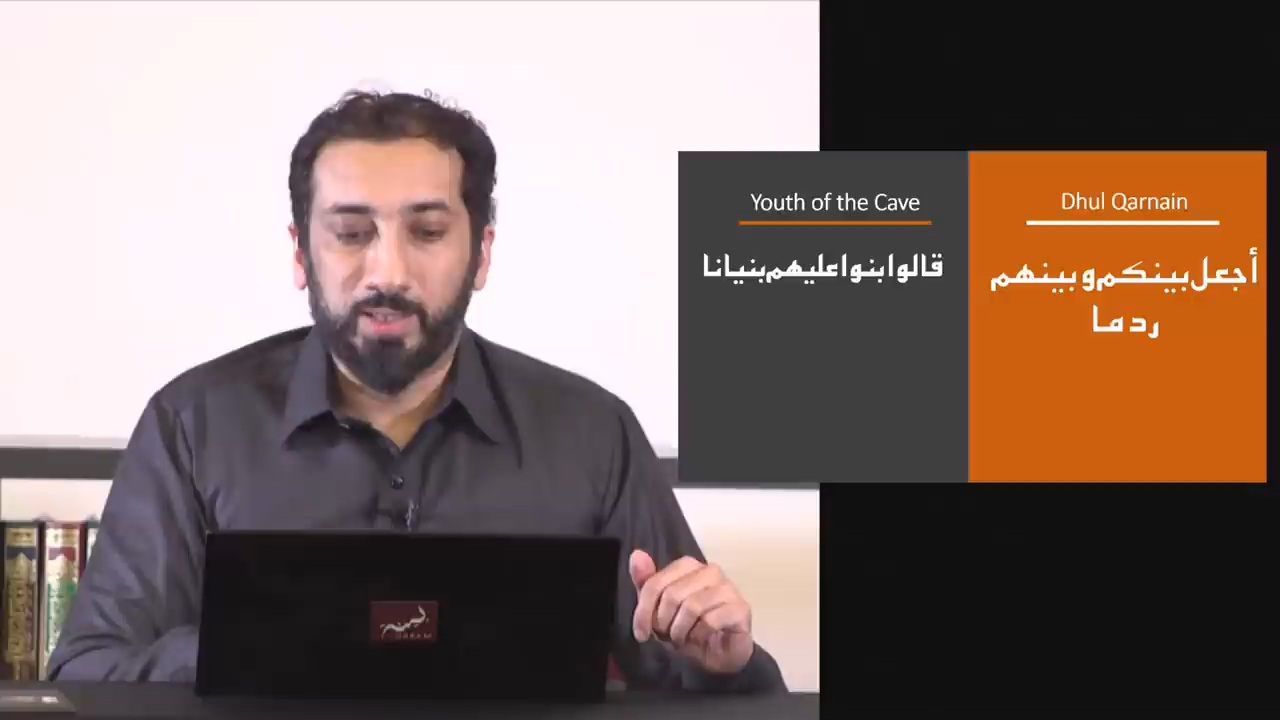 Youth of the Cave
قالوا ابنوا عليهم بنيانا
Dhul Qarnain
أجعل بينكم وبينهم
ردما